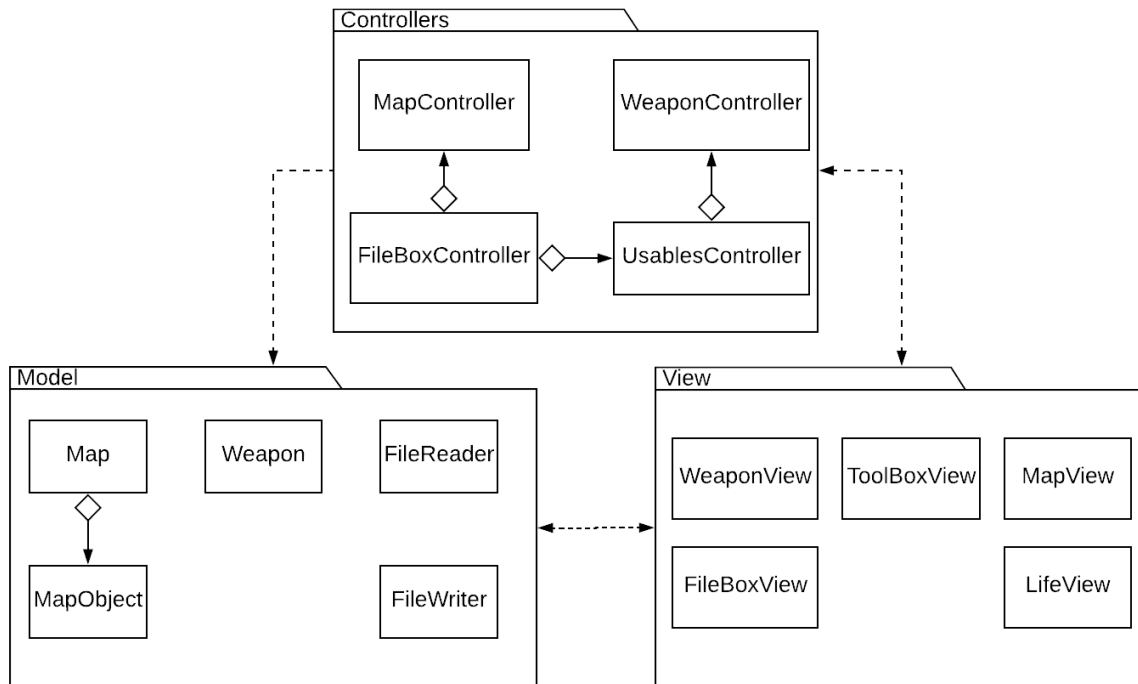 Controllers
MapController
WeaponController
FileBoxController
UsablesController
Model
Map
Weapon
FileReader
MapObject
FileWriter
View
WeaponView
ToolBoxView
MapView
FileBoxView
LifeView